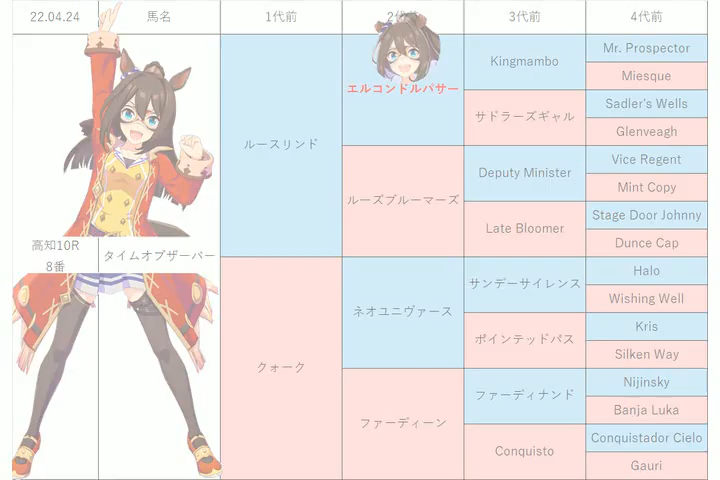 22.04.24 馬名 1代前 2代前 3代前 4代前
高知10R
8番
タイムオブザーバー
ルースリンド
クォーク
エルコンドルパサー
ルーズブルーマーズ
ネオユニヴァース
ファーディーン
Kingmambo
サドラーズギャル
Deputy Minister
Late Bloomer
サンデーサイレンス
ポインテッドパス
ファーディナンド
Conquisto
Mr. Prospector
Miesque
Sadler's Wells
Glenveagh
Vice Regent
Mint Copy
Stage Door Johnny
Dunce Cap
Halo
Wishing Well
Kris
Silken Way
Nijinsky
Banja Luka
Conquistador Cielo
Gauri